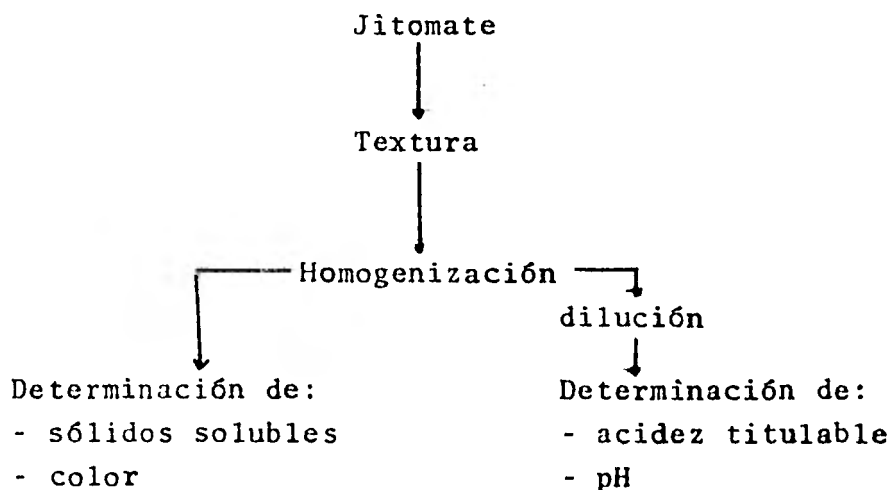 Jitomate
Textura
Homogenización
dilución
Determinación de:
- sólidos solubles
- color
Determinación de:
- acidez titulable
- pH